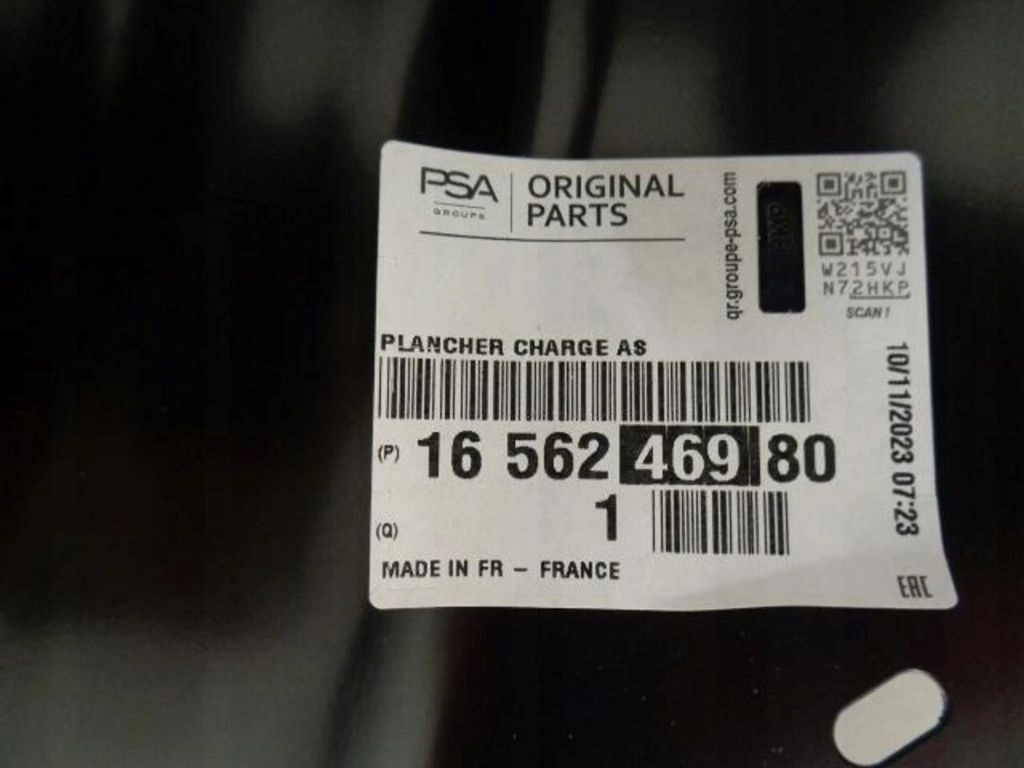 PSA
GROUPE
ORIGINAL
PARTS
qr.groupe-psa.com
HKP
W215VJ
N72HKP
SCAN!
PLANCHER CHARGE AS
(P) 16 562 469 80
(Q) 1
MADE IN FR – FRANCE
10/11/2023 07:23
EAC